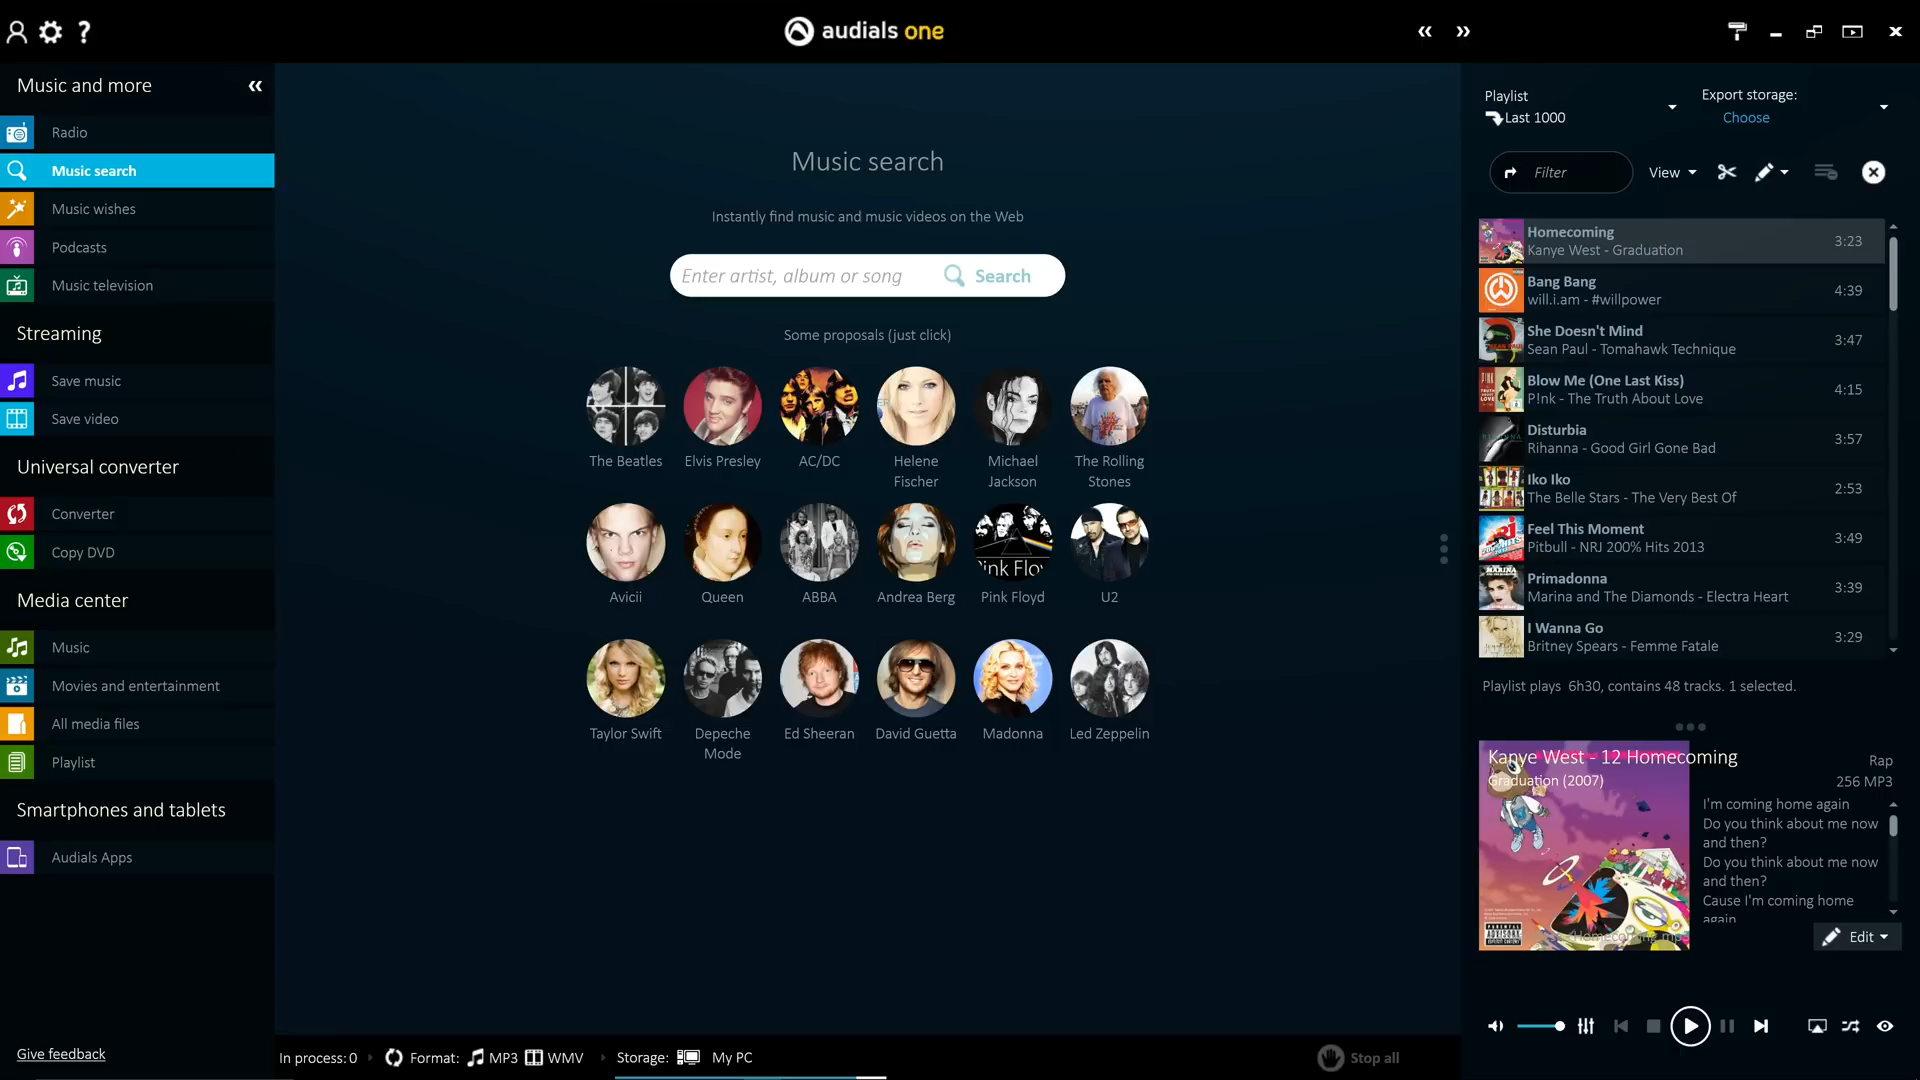 audials one
Music and more
Radio
Music search
Music wishes
Podcasts
Music television
Streaming
Save music
Save video
Universal converter
Converter
Copy DVD
Media center
Music
Movies and entertainment
All media files
Playlist
Smartphones and tablets
Audials Apps
Give feedback
Music search
Instantly find music and music videos on the Web
Enter artist, album or song
Search
Some proposals (just click)
The Beatles
Elvis Presley
AC/DC
Helene
Fischer
Michael
Jackson
The Rolling
Stones
Avicii
Queen
ABBA
Andrea Berg
Pink Floyd
U2
Taylor Swift
Depeche
Mode
Ed Sheeran
David Guetta
Madonna
Led Zeppelin
In process: 0
Format: MP3 WMV
Storage: My PC
Stop all
Playlist
Last 1000
Export storage:
Choose
Filter
View
Homecoming
Kanye West - Graduation
3:23
Bang Bang
will.i.am - #willpower
4:39
She Doesn't Mind
Sean Paul - Tomahawk Technique
3:47
Blow Me (One Last Kiss)
P!nk - The Truth About Love
4:15
Disturbia
Rihanna - Good Girl Gone Bad
3:57
Iko Iko
The Belle Stars - The Very Best Of
2:53
Feel This Moment
Pitbull - NRJ 200% Hits 2013
3:49
Primadonna
Marina and The Diamonds - Electra Heart
3:39
I Wanna Go
Britney Spears - Femme Fatale
3:29
Playlist plays 6h30, contains 48 tracks. 1 selected.
Kanye West - 12 Homecoming
Graduation (2007)
Rap
256 MP3
I'm coming home again
Do you think about me now
and then?
Do you think about me now
and then?
Cause I'm coming home
again
Edit